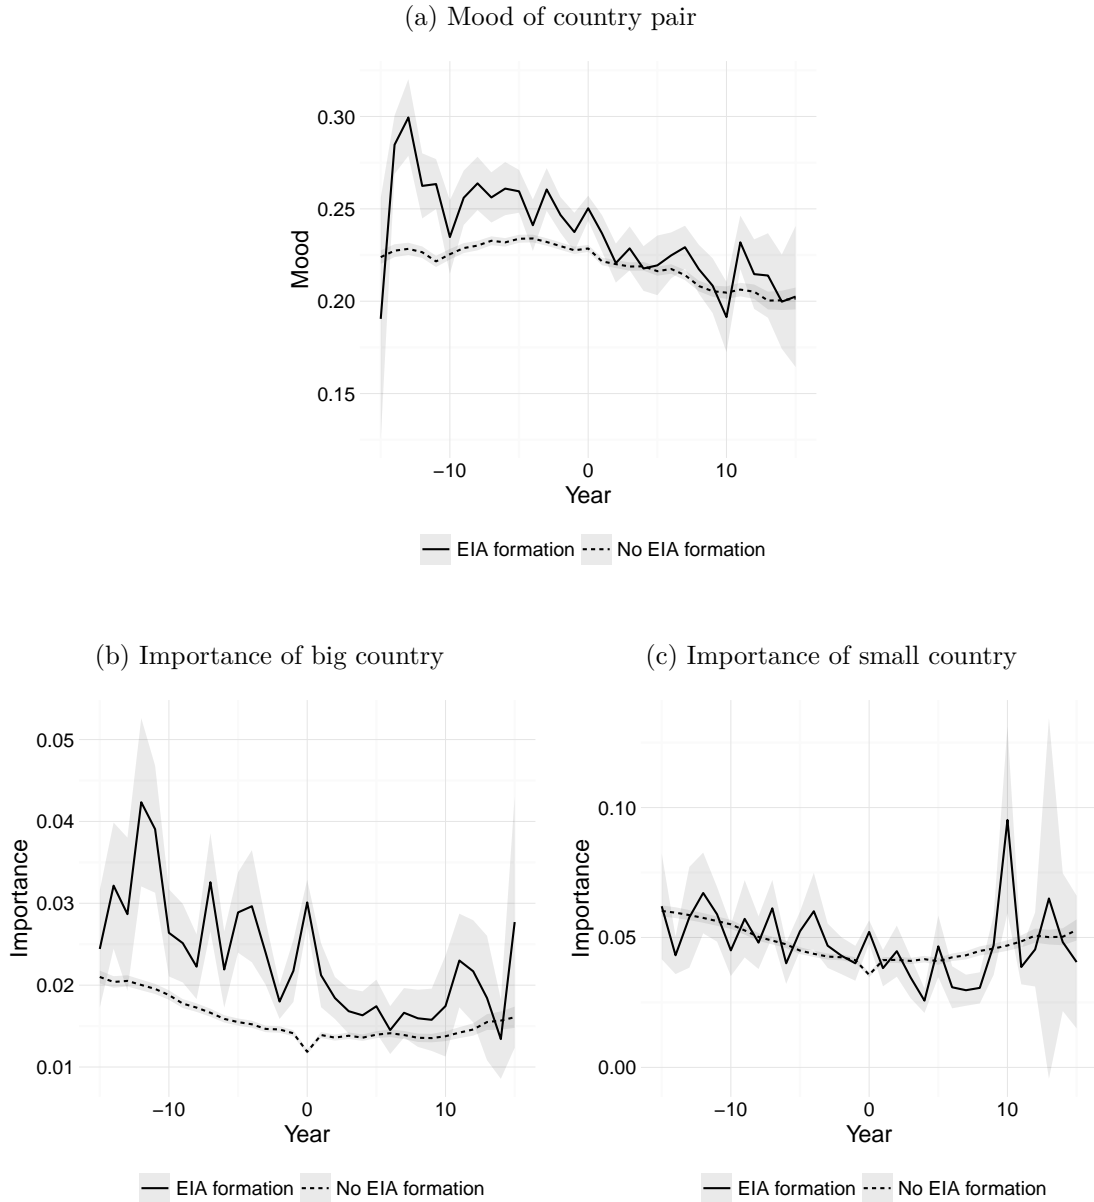 (a) Mood of country pair
0.30
0.25
0.20
0.15
Mood
−10 0 10
Year
EIA formation No EIA formation
(b) Importance of big country
0.05
0.04
0.03
0.02
0.01
Importance
−10 0 10
Year
EIA formation No EIA formation
(c) Importance of small country
0.10
0.05
0.00
Importance
−10 0 10
Year
EIA formation No EIA formation